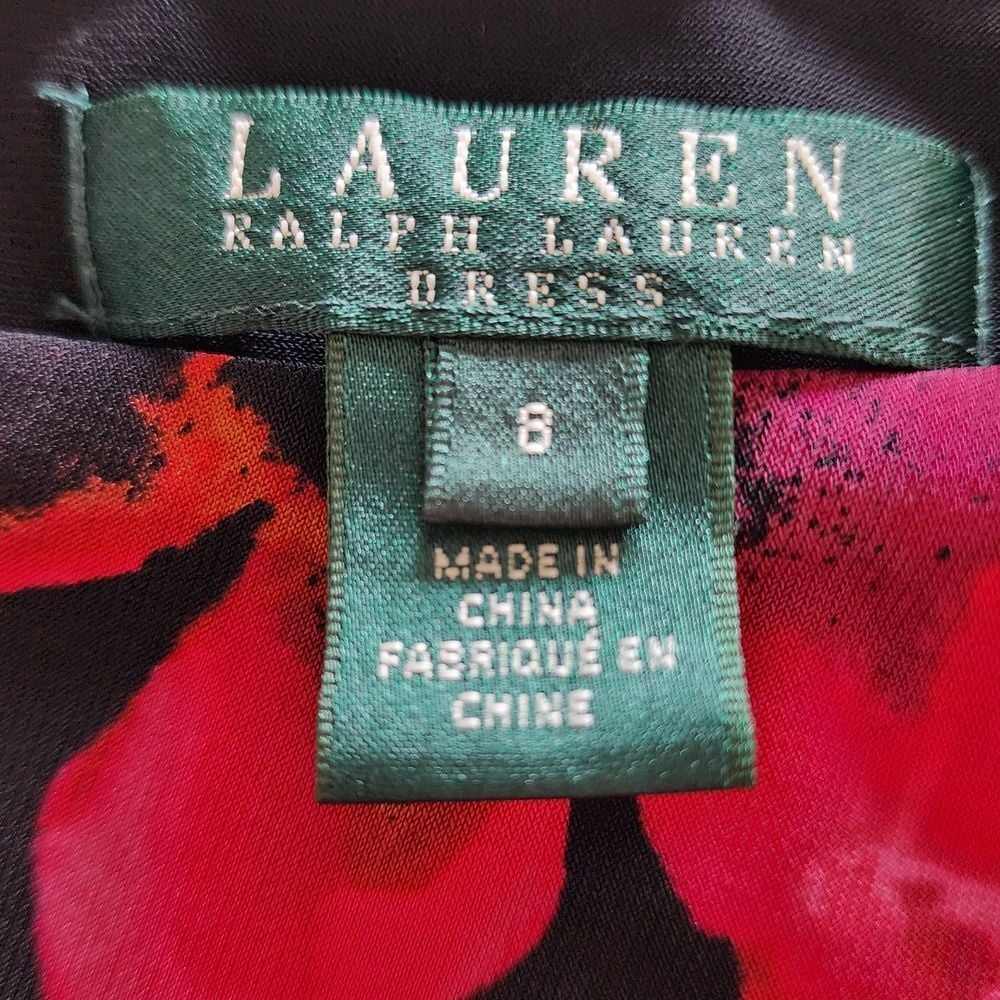 LAUREN
RALPH LAUREN
DRESS
8
MADE IN
CHINA
FABRIQUÉ EN
CHINE